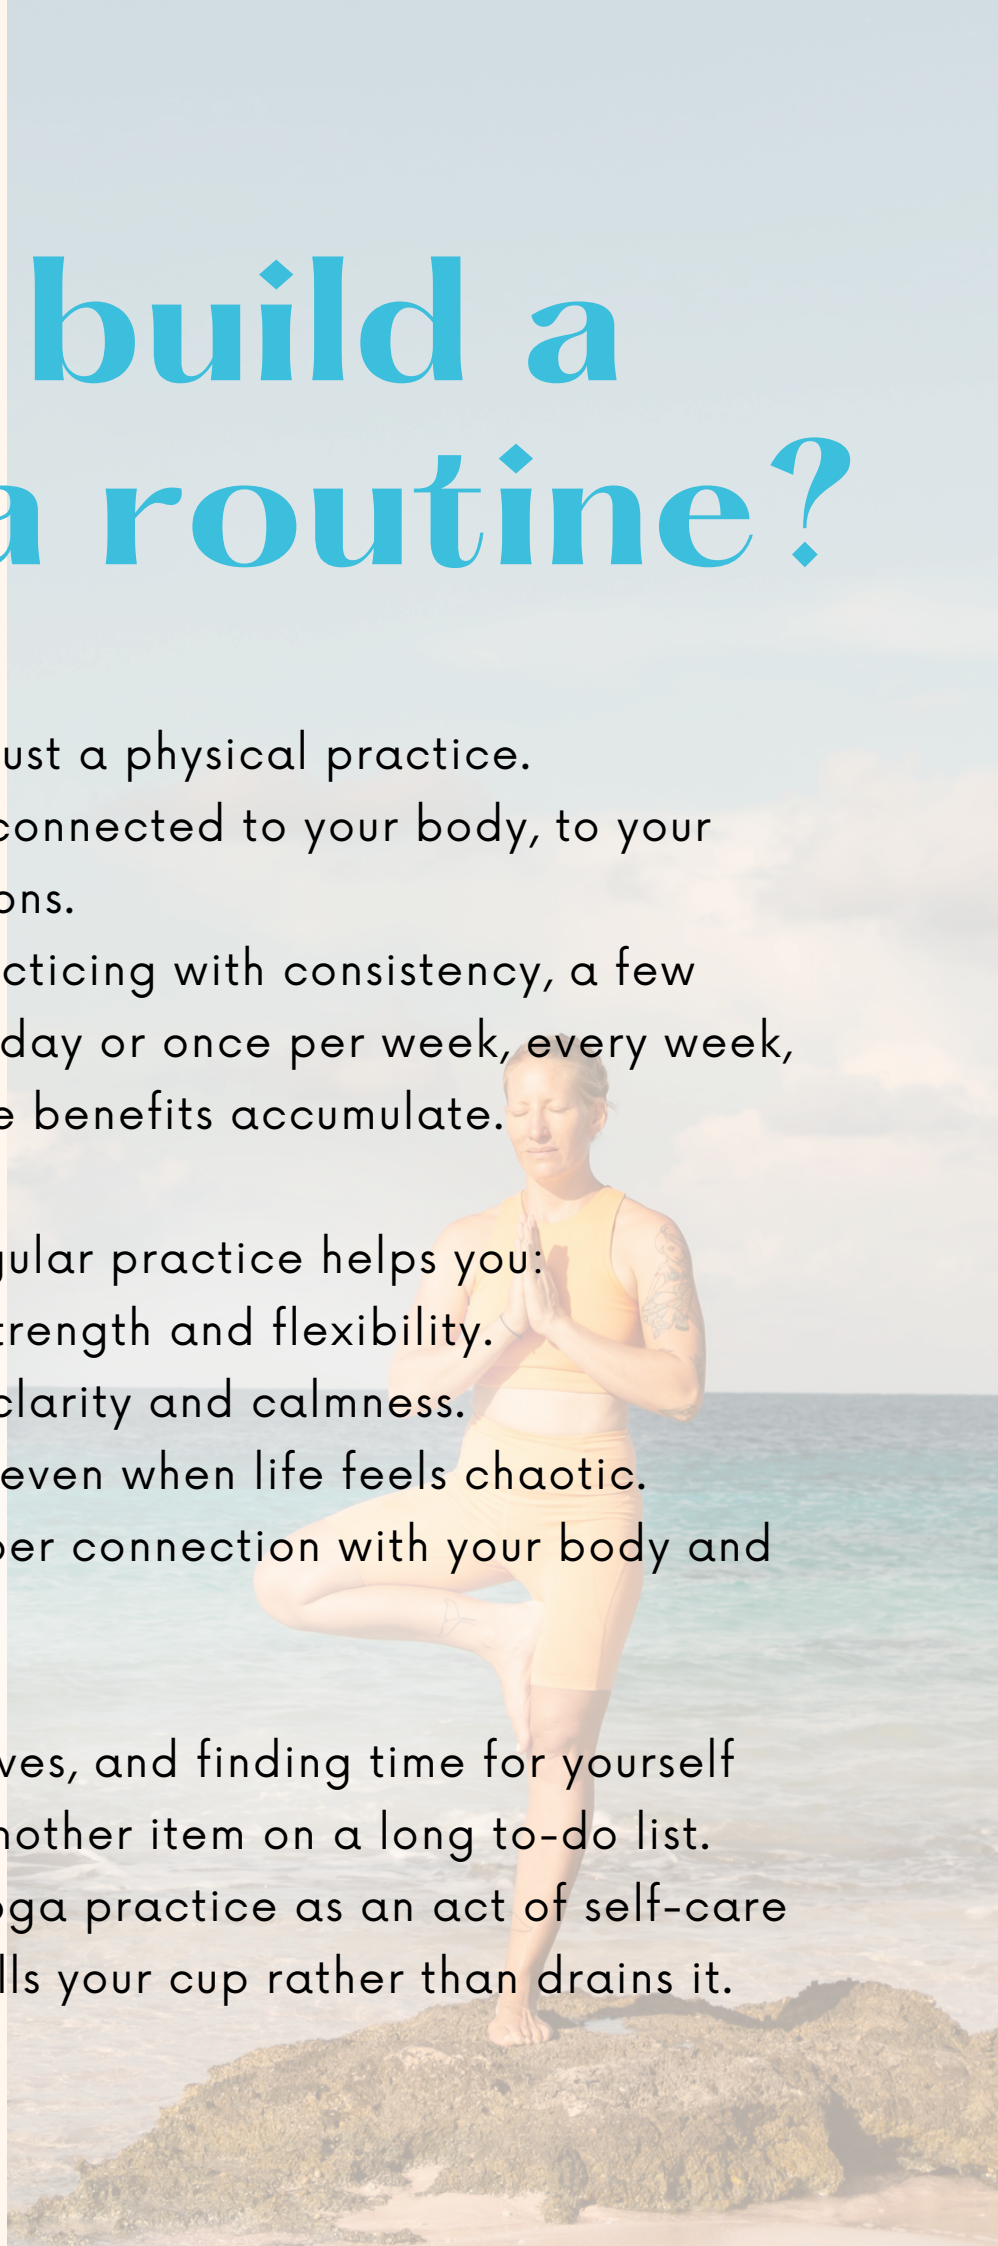 build a
a routine?
ust a physical practice.
connected to your body, to your
ons.
cticing with consistency, a few
day or once per week, every week,
e benefits accumulate.
gular practice helps you:
trength and flexibility.
clarity and calmness.
even when life feels chaotic.
per connection with your body and
ves, and finding time for yourself
nother item on a long to-do list.
oga practice as an act of self-care
lls your cup rather than drains it.